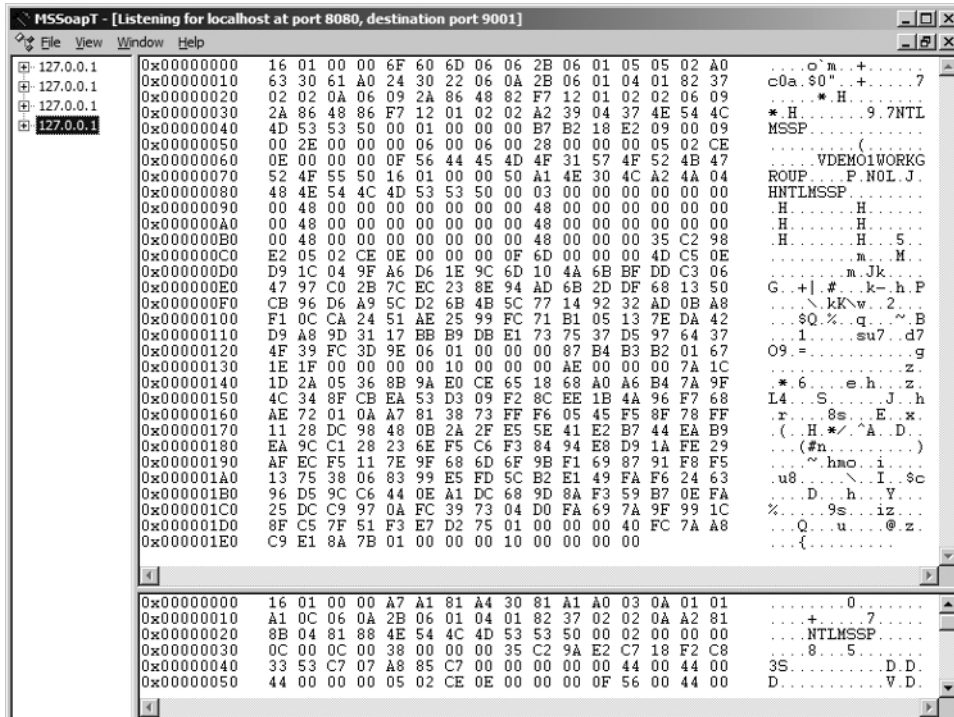 MSSoapT - [Listening for localhost at port 8080, destination port 9001]
File View Window Help
127.0.0.1
127.0.0.1
127.0.0.1
127.0.0.1
0x00000000 16 01 00 00 6F 60 6D 06 06 2B 06 01 05 05 02 A0 ....o`m..+......
0x00000010 63 30 61 A0 24 30 22 06 0A 2B 06 01 04 01 82 37 c0a.$0"..+.....7
0x00000020 02 02 0A 06 09 2A 86 48 82 F7 12 01 02 02 06 09 .....*.H........
0x00000030 2A 86 48 86 F7 12 01 02 02 A2 39 04 37 4E 54 4C *.H.......9.7NTL
0x00000040 4D 53 53 50 00 01 00 00 00 B7 B2 18 E2 09 00 09 MSSP............
0x00000050 00 2E 00 00 00 06 00 06 00 28 00 00 00 05 02 CE .........(......
0x00000060 0E 00 00 00 0F 56 44 45 4D 4F 31 57 4F 52 4B 47 .....VDEMO1WORKG
0x00000070 52 4F 55 50 16 01 00 00 50 A1 4E 30 4C A2 4A 04 ROUP....P.N0L.J.
0x00000080 48 4E 54 4C 4D 53 53 50 00 03 00 00 00 00 00 00 HNTLMSSP........
0x00000090 00 48 00 00 00 00 00 00 00 48 00 00 00 00 00 00 .H.......H......
0x000000A0 00 48 00 00 00 00 00 00 00 48 00 00 00 00 00 00 .H.......H......
0x000000B0 00 48 00 00 00 00 00 00 00 48 00 00 00 35 C2 98 .H.......H...5..
0x000000C0 E2 05 02 CE 0E 00 00 00 0F 6D 00 00 00 4D C5 0E .........m...M..
0x000000D0 D9 1C 04 9F A6 D6 1E 9C 6D 10 4A 6B BF DD C3 06 ........m.Jk....
0x000000E0 47 97 C0 2B 7C EC 23 8E 94 AD 6B 2D DF 68 13 50 G..+|.#...k-.h.P
0x000000F0 CB 96 D6 A9 5C D2 6B 4B 5C 77 14 92 32 AD 0B A8 ....\.kK\w..2...
0x00000100 F1 0C CA 24 51 AE 25 99 FC 71 B1 05 13 7E DA 42 ...$Q.%..q...~.B
0x00000110 D9 A8 9D 31 17 BB B9 DB E1 73 75 37 D5 97 64 37 ...1.....su7..d7
0x00000120 4F 39 FC 3D 9E 06 01 00 00 00 87 B4 B3 B2 01 67 O9.=...........g
0x00000130 1E 1F 00 00 00 00 10 00 00 00 AE 00 00 00 7A 1C ..............z.
0x00000140 1D 2A 05 36 8B 9A E0 CE 65 18 68 A0 A6 B4 7A 9F .*.6....e.h...z.
0x00000150 4C 34 8F CB EA 53 D3 09 F2 8C EE 1B 4A 96 F7 68 L4...S......J..h
0x00000160 AE 72 01 0A A7 81 38 73 FF F6 05 45 F5 8F 78 FF .r....8s...E..x.
0x00000170 11 28 DC 98 48 0B 2A 2F E5 5E 41 E2 B7 44 EA B9 .(..H.*/.^A..D..
0x00000180 EA 9C C1 28 23 6E F5 C6 F3 84 94 E8 D9 1A FE 29 ...(#n.........)
0x00000190 AF EC F5 11 7E 9F 68 6D 6F 9B F1 69 87 91 F8 F5 ....~.hmo..i....
0x000001A0 13 75 38 06 83 99 E5 FD 5C B2 E1 49 FA F6 24 63 .u8.....\..I..$c
0x000001B0 96 D5 9C C6 44 0E A1 DC 68 9D 8A F3 59 B7 0E FA ....D...h...Y...
0x000001C0 25 DC C9 97 0A FC 39 73 04 D0 FA 69 7A 9F 99 1C %.....9s...iz...
0x000001D0 8F C5 7F 51 F3 E7 D2 75 01 00 00 00 40 FC 7A A8 ...Q...u....@.z.
0x000001E0 C9 E1 8A 7B 01 00 00 00 10 00 00 00 00 ...{.........
0x00000000 16 01 00 00 A7 A1 81 A4 30 81 A1 A0 03 0A 01 01 ........0.......
0x00000010 A1 0C 06 0A 2B 06 01 04 01 82 37 02 02 0A A2 81 ....+.....7.....
0x00000020 8B 04 81 88 4E 54 4C 4D 53 53 50 00 02 00 00 00 ....NTLMSSP.....
0x00000030 0C 00 0C 00 38 00 00 00 35 C2 9A E2 C7 18 F2 C8 ....8...5.......
0x00000040 33 53 C7 07 A8 85 C7 00 00 00 00 00 44 00 44 00 3S..........D.D.
0x00000050 44 00 00 00 05 02 CE 0E 00 00 00 0F 56 00 44 00 D...........V.D.